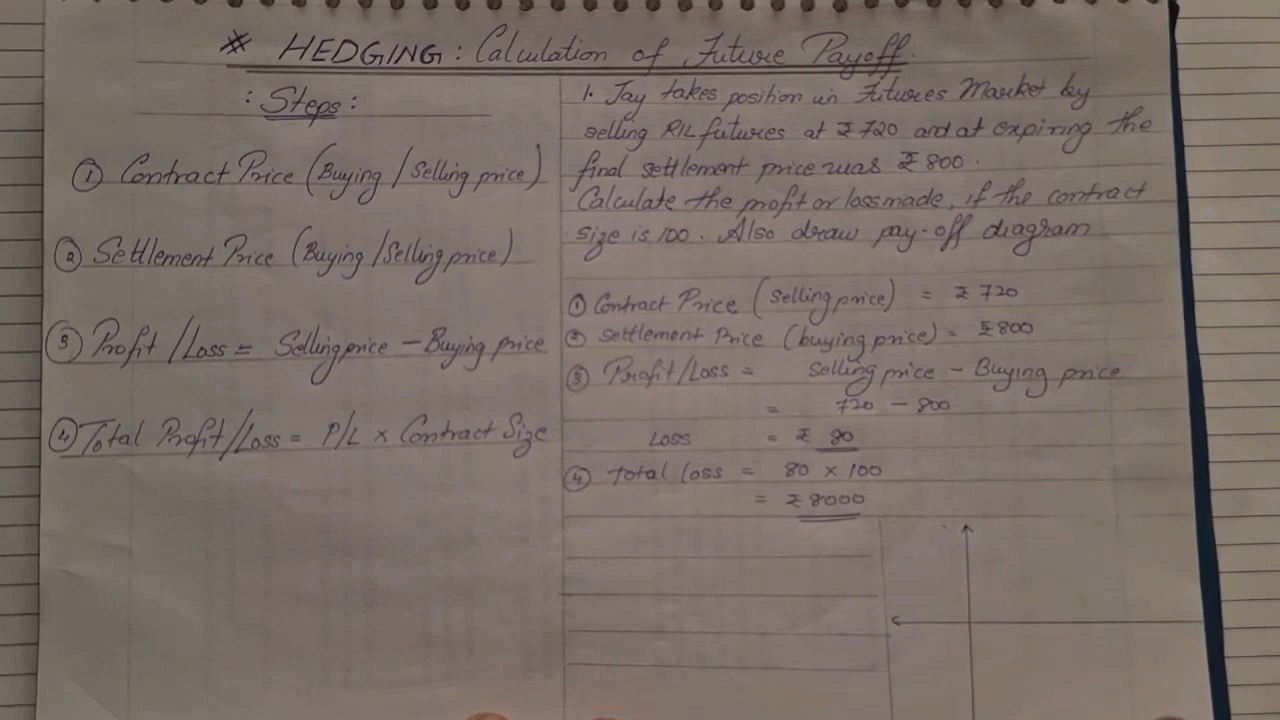 * HEDGING: Calculation of Future Payoff.
: Steps :
① Contract Price (Buying / Selling price)
② Settlement Price (Buying /Selling price)
③ Profit /Loss = Selling price - Buying price
④ Total Profit/Loss = P/L × Contract Size
1. Jay takes position in Futures Market by
selling RIL futures at ₹ 720 and at expiring the
final settlement price was ₹ 800.
Calculate the profit or loss made, if the contract
size is 100. Also draw pay-off diagram
① Contract Price (selling price) = ₹ 720
② Settlement Price (buying price) = ₹ 800
③ Profit/Loss = Selling price - Buying price
= 720 - 800
Loss = ₹ 80
④ Total loss = 80 × 100
= ₹ 8000